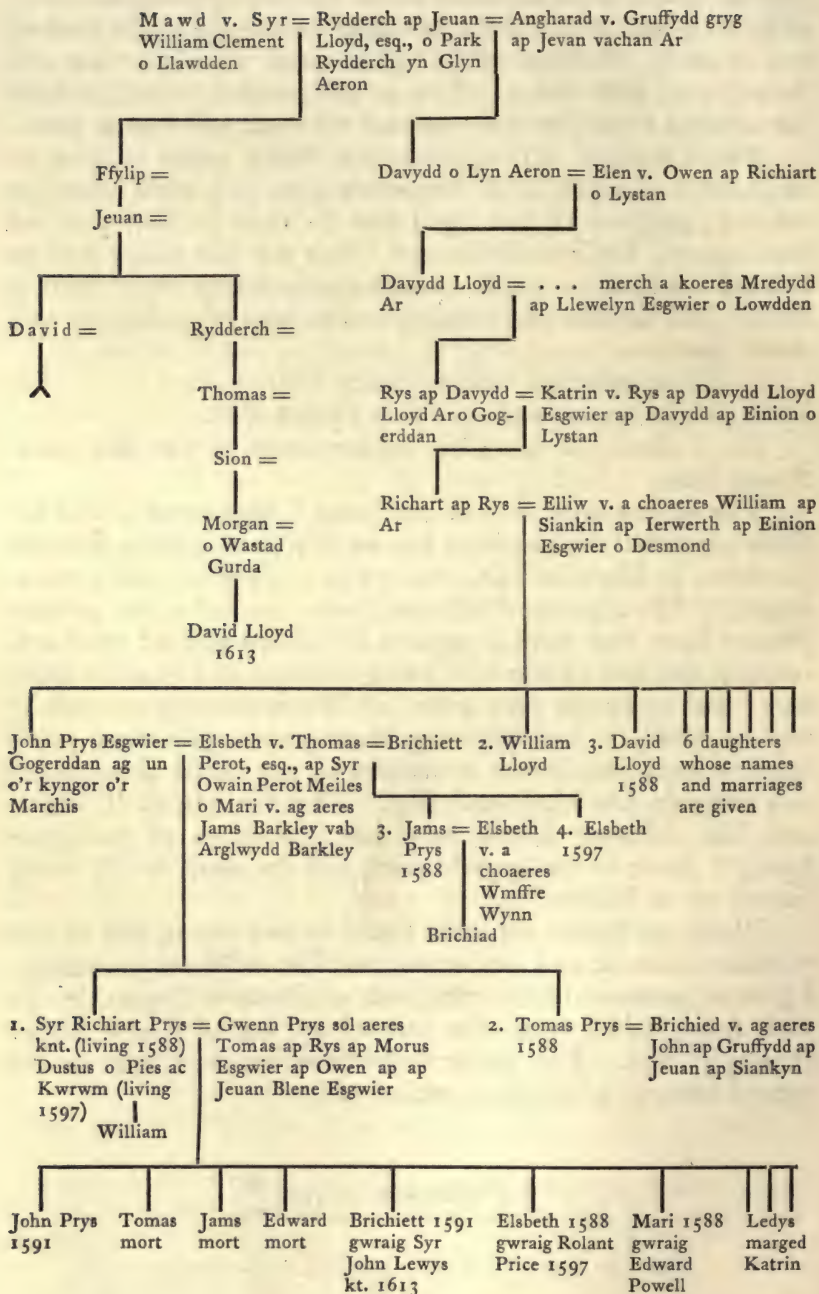 Mawd v. Syr = Rydderch ap Jeuan = Angharad v. Gruffydd gryg
William Clement Lloyd, esq., o Park ap Jevan vachan Ar
o Llawdden Rydderch yn Glyn
Aeron
Ffylip = Davydd o Lyn Aeron = Elen v. Owen ap Richiart
o Lystan
Jeuan =
Davydd Lloyd = . . . merch a koeres Mredydd
Ar ap Llewelyn Esgwier o Lowdden
David = Rydderch =
Thomas = Rys ap Davydd = Katrin v. Rys ap Davydd Lloyd
Lloyd Ar o Gog- Esgwier ap Davydd ap Einion o
erddan Lystan
Sion =
Richart ap Rys = Elliw v. a choaeres William ap
Morgan = Ar Siankin ap Ierwerth ap Einion
o Wastad Esgwier o Desmond
Gurda
David Lloyd
1613
John Prys Esgwier = Elsbeth v. Thomas = Brichiett 2. William 3. David 6 daughters
Gogerddan ag un Perot, esq., ap Syr Lloyd Lloyd whose names
o'r kyngor o'r Owain Perot Meiles 1588 and marriages
Marchis o Mari v. ag aeres are given
Jams Barkley vab 3. Jams = Elsbeth 4. Elsbeth
Arglwydd Barkley Prys v. a 1597
1588 choaeres
Wmffre
Wynn
Brichiad
1. Syr Richiart Prys = Gwenn Prys sol aeres 2. Tomas Prys = Brichied v. ag aeres
knt. (living 1588) Tomas ap Rys ap Morus 1588 John ap Gruffydd ap
Dustus o Pies ac Esgwier ap Owen ap ap Jeuan ap Siankyn
Kwrwm (living Jeuan Blene Esgwier
1597)
William
John Prys Tomas Jams Edward Brichiett 1591 Elsbeth 1588 Mari 1588 Ledys
1591 mort mort mort gwraig Syr gwraig Rolant gwraig marged
John Lewys Price 1597 Edward Katrin
kt. 1613 Powell